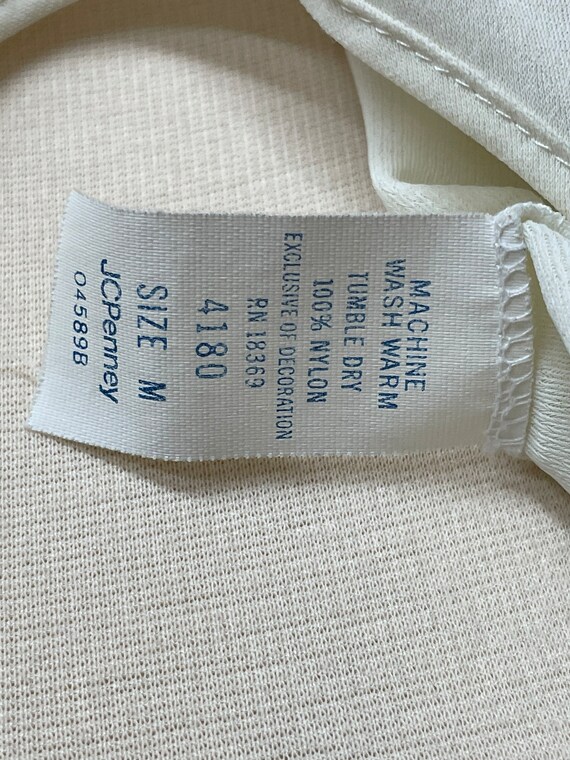 MACHINE
WASH WARM
TUMBLE DRY
100% NYLON
EXCLUSIVE OF DECORATION
RN 18369
4180
SIZE M
JCPenney
04589B